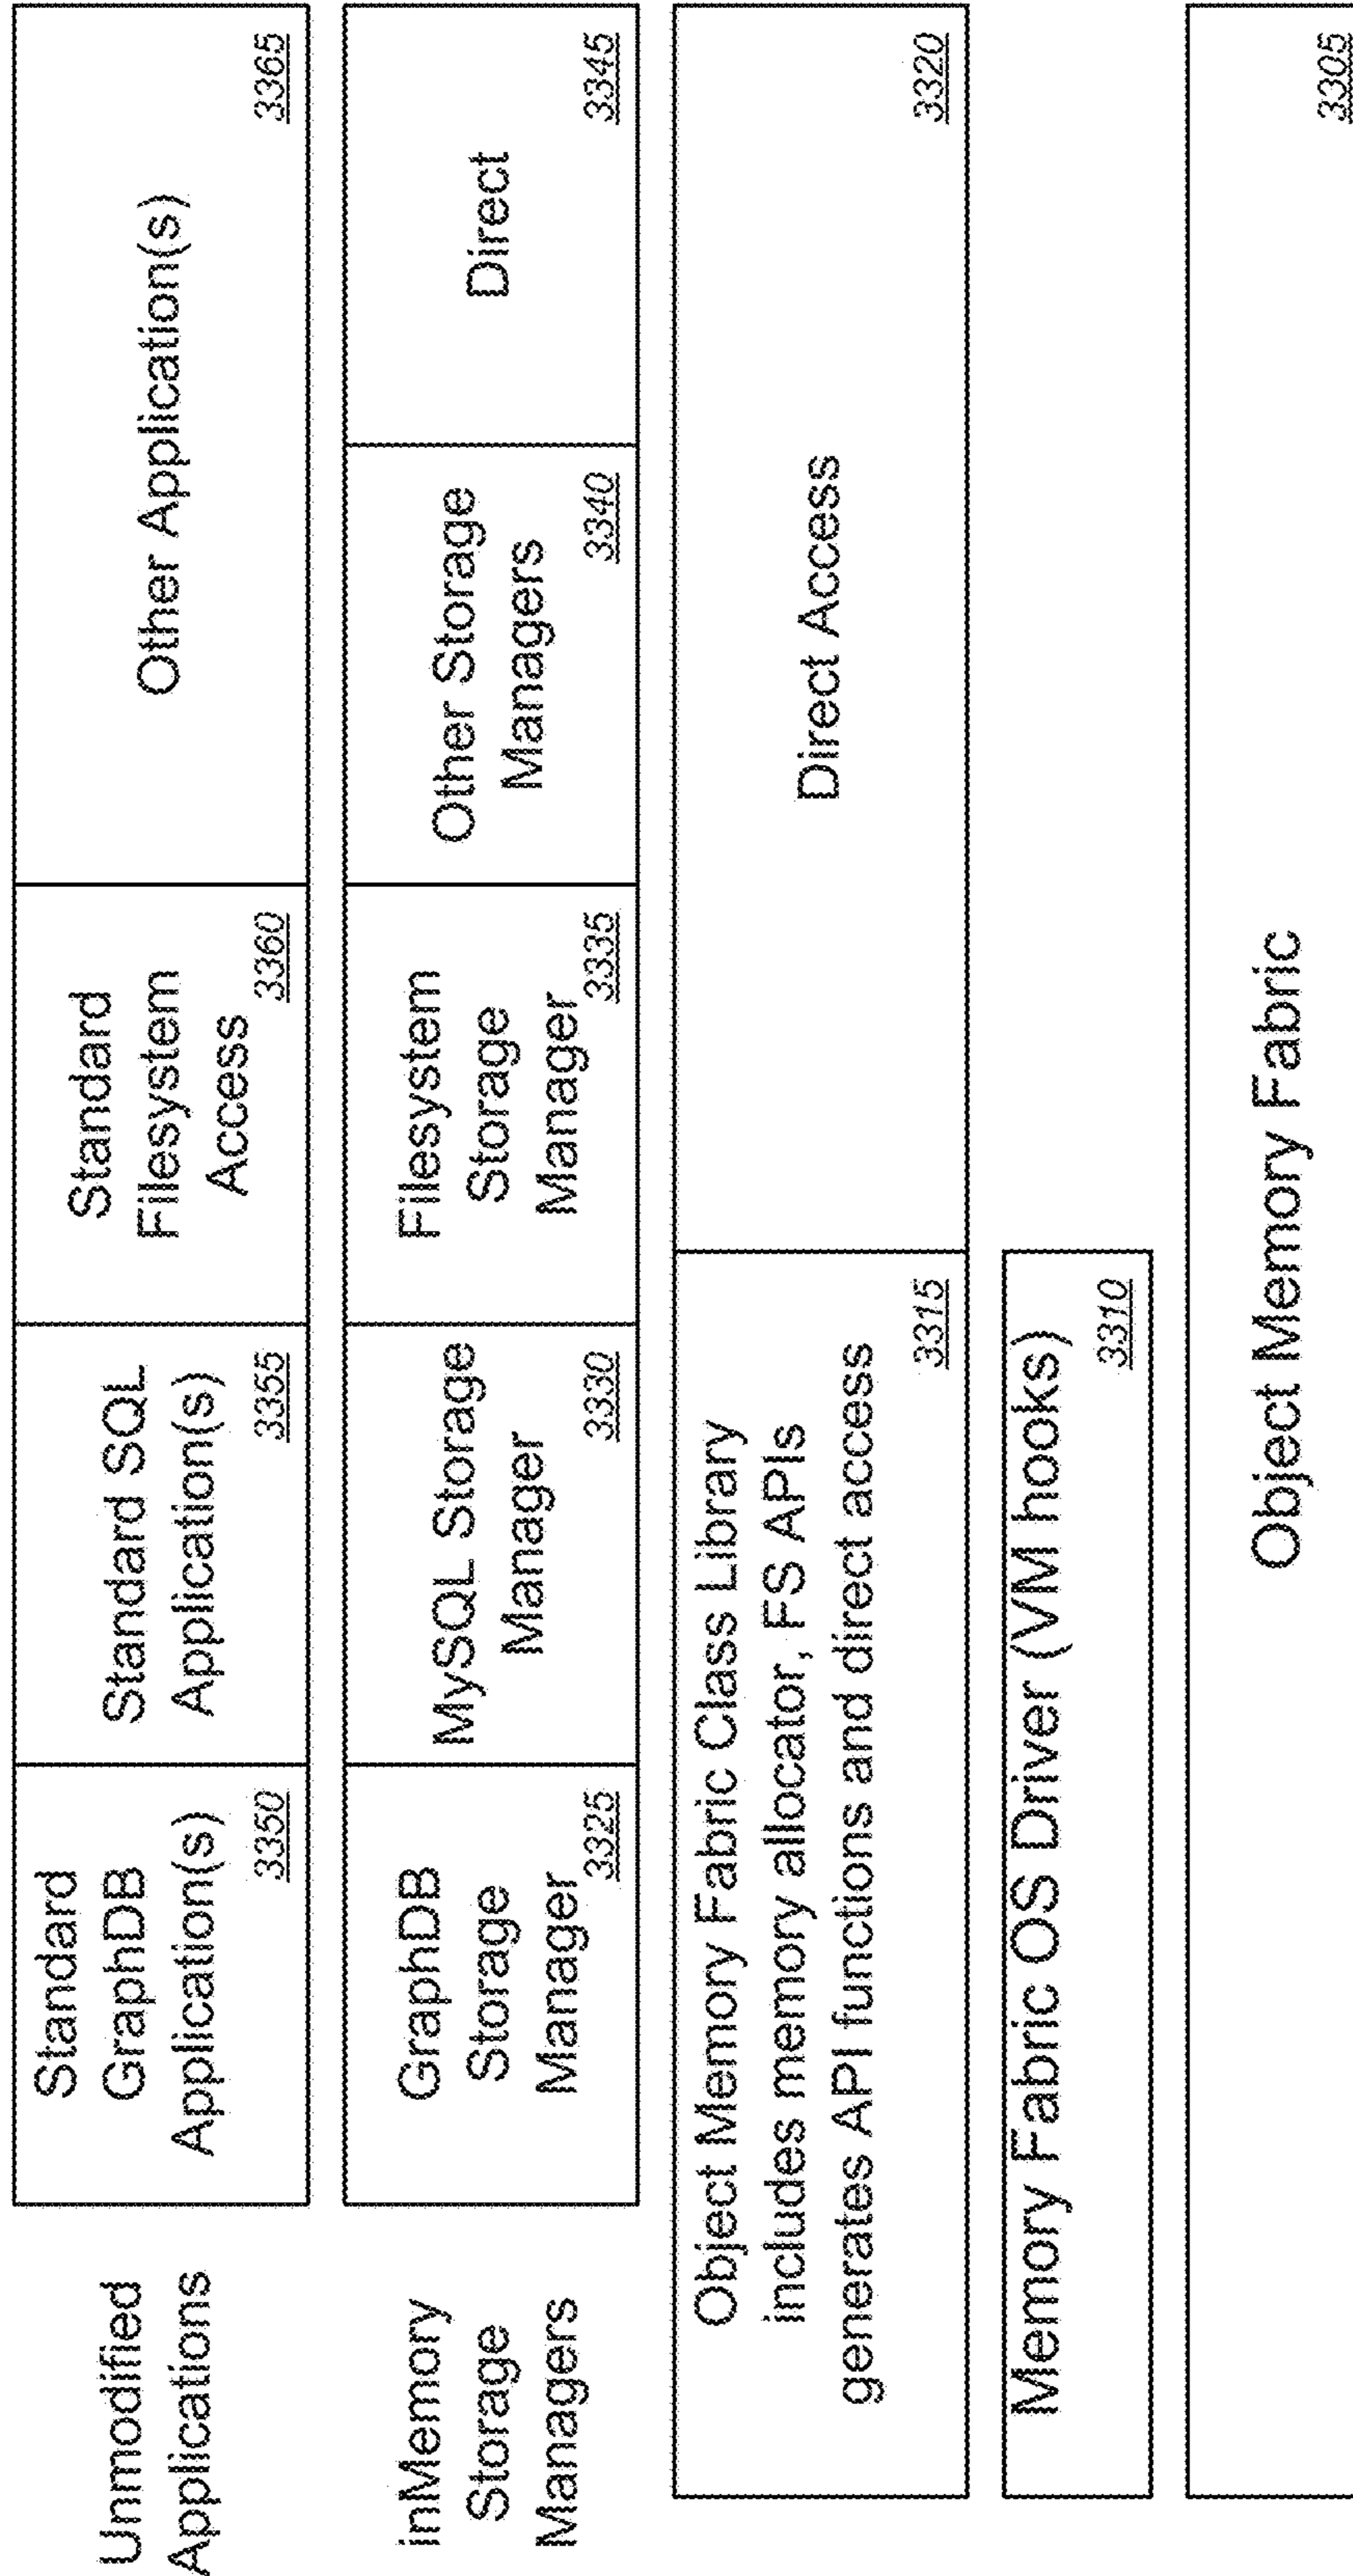 Unmodified
Applications
Standard
GraphDB
Application(s)
3350
Standard SQL
Application(s)
3355
Standard
Filesystem
Access
3360
Other Application(s)
3365
inMemory
Storage
Managers
GraphDB
Storage
Manager
3325
MySQL Storage
Manager
3330
Filesystem
Storage
Manager
3335
Other Storage
Managers
3340
Direct
3345
Object Memory Fabric Class Library
includes memory allocator, FS APIs
generates API functions and direct access
3315
Direct Access
3320
Memory Fabric OS Driver (VM hooks)
3310
Object Memory Fabric
3305